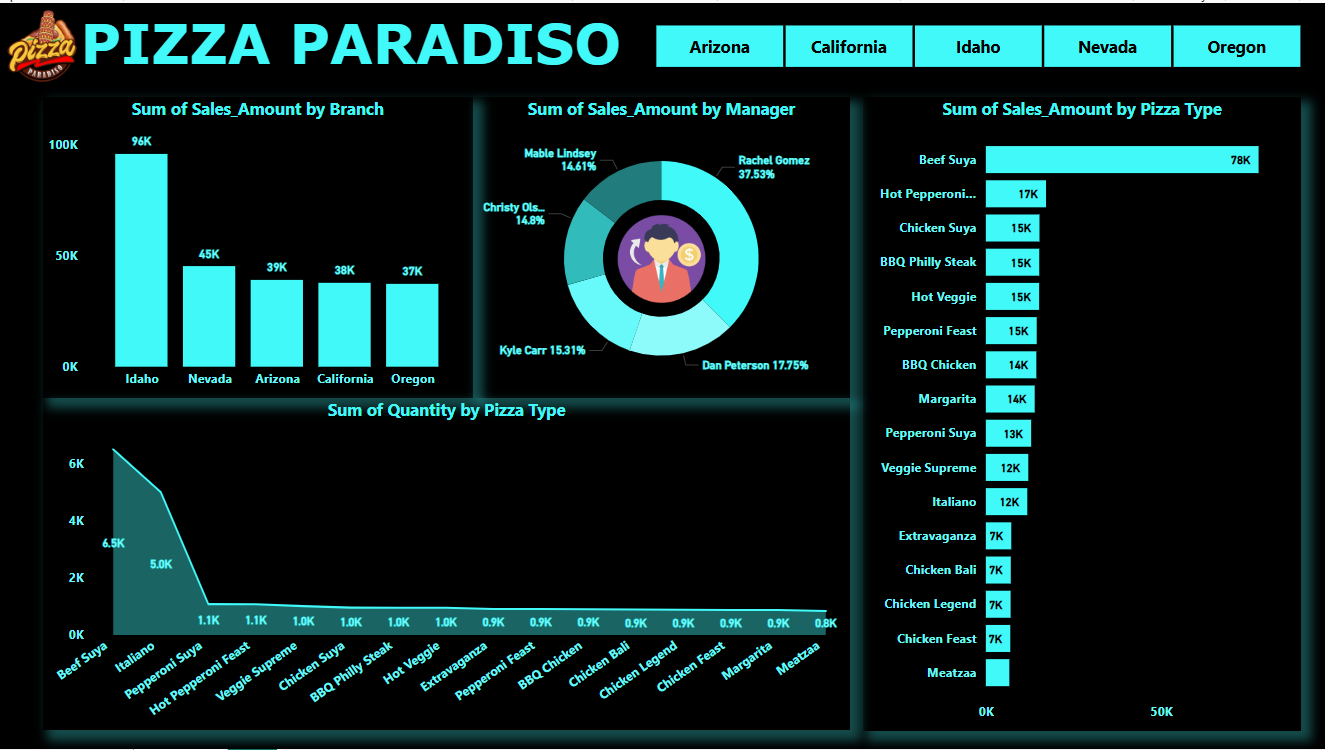 Pizza
PARADISO
PIZZA PARADISO
Arizona
California
Idaho
Nevada
Oregon
Sum of Sales_Amount by Branch
100K
50K
0K
96K
45K
39K
38K
37K
Idaho
Nevada
Arizona
California
Oregon
Sum of Sales_Amount by Manager
Mable Lindsey
14.61%
Rachel Gomez
37.53%
Christy Ols...
14.8%
$
Kyle Carr 15.31%
Dan Peterson 17.75%
Sum of Sales_Amount by Pizza Type
Beef Suya 78K
Hot Pepperoni... 17K
Chicken Suya 15K
BBQ Philly Steak 15K
Hot Veggie 15K
Pepperoni Feast 15K
BBQ Chicken 14K
Margarita 14K
Pepperoni Suya 13K
Veggie Supreme 12K
Italiano 12K
Extravaganza 7K
Chicken Bali 7K
Chicken Legend 7K
Chicken Feast 7K
Meatzaa
0K
50K
Sum of Quantity by Pizza Type
6K
4K
2K
0K
6.5K
5.0K
1.1K
1.1K
1.0K
1.0K
1.0K
1.0K
0.9K
0.9K
0.9K
0.9K
0.9K
0.9K
0.9K
0.8K
Beef Suya
Italiano
Pepperoni Suya
Hot Pepperoni Feast
Veggie Supreme
Chicken Suya
BBQ Philly Steak
Hot Veggie
Extravaganza
Pepperoni Feast
BBQ Chicken
Chicken Bali
Chicken Legend
Chicken Feast
Margarita
Meatzaa